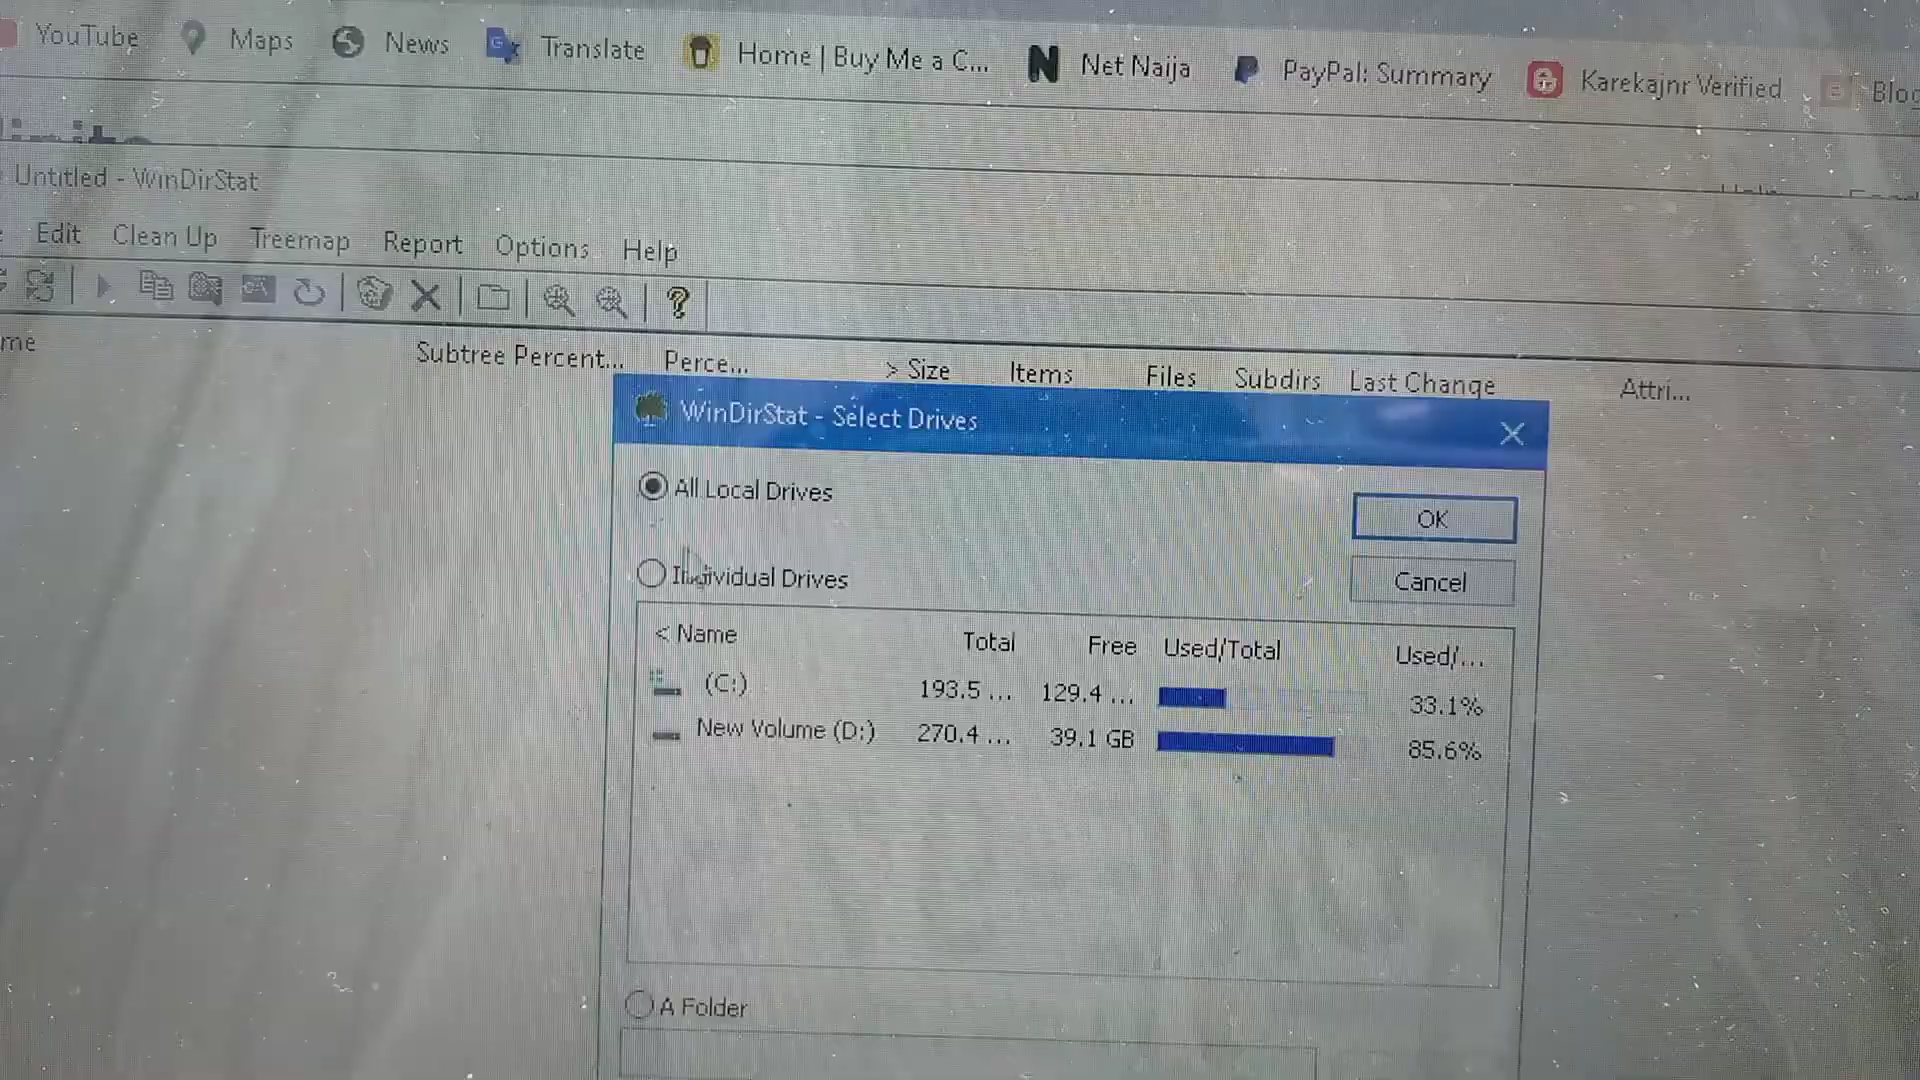 YouTube Maps News Translate Home | Buy Me a C... Net Naija PayPal: Summary Karekajnr Verified Blog
Untitled - WinDirStat
Edit Clean Up Treemap Report Options Help
me Subtree Percent... Perce... > Size Items Files Subdirs Last Change Attri...
WinDirStat - Select Drives
All Local Drives
OK
Individual Drives
Cancel
< Name Total Free Used/Total Used/...
(C:) 193.5 ... 129.4 ... 33.1%
New Volume (D:) 270.4 ... 39.1 GB 85.6%
A Folder